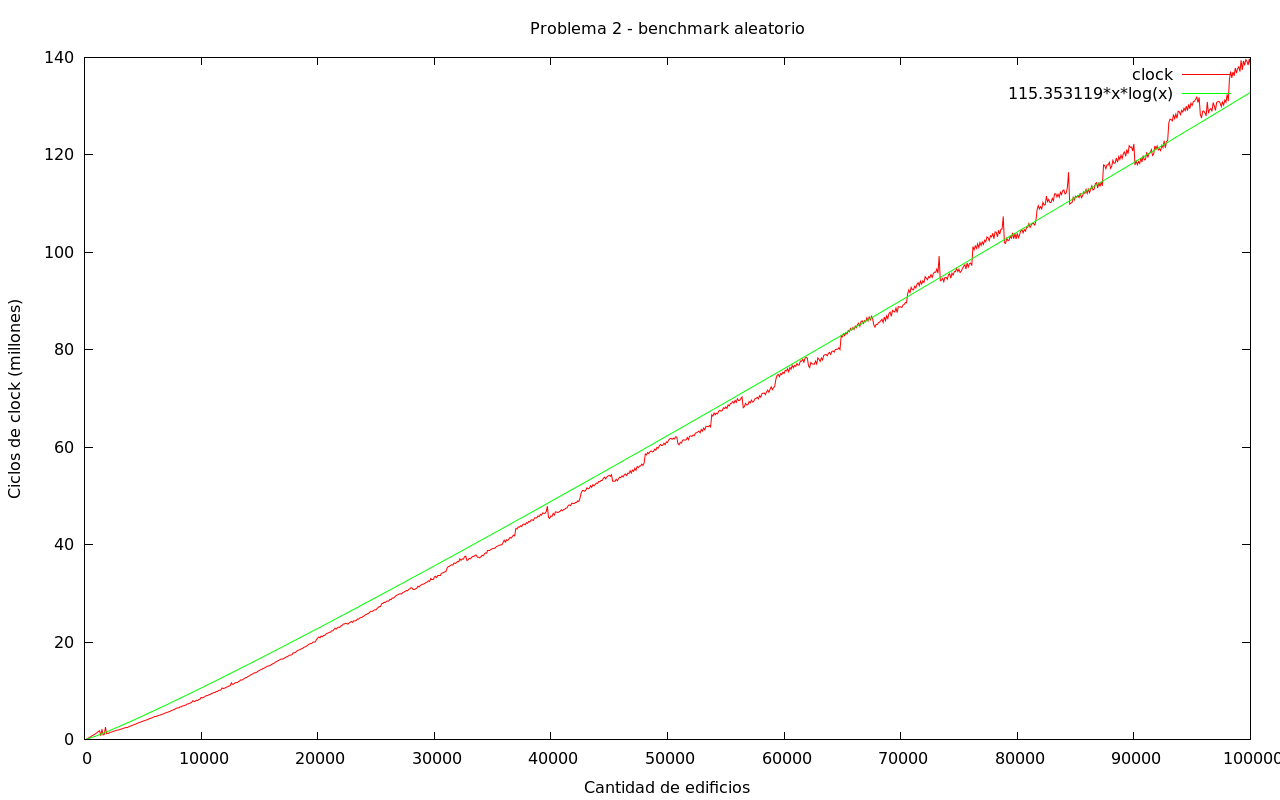 Problema 2 - benchmark aleatorio
140
120
100
80
60
40
20
0
clock
115.353119*x*log(x)
Ciclos de clock (millones)
0 10000 20000 30000 40000 50000 60000 70000 80000 90000 100000
Cantidad de edificios